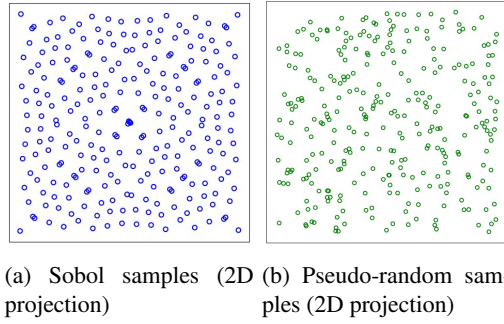 (a) Sobol samples (2D
projection)
(b) Pseudo-random sam
ples (2D projection)